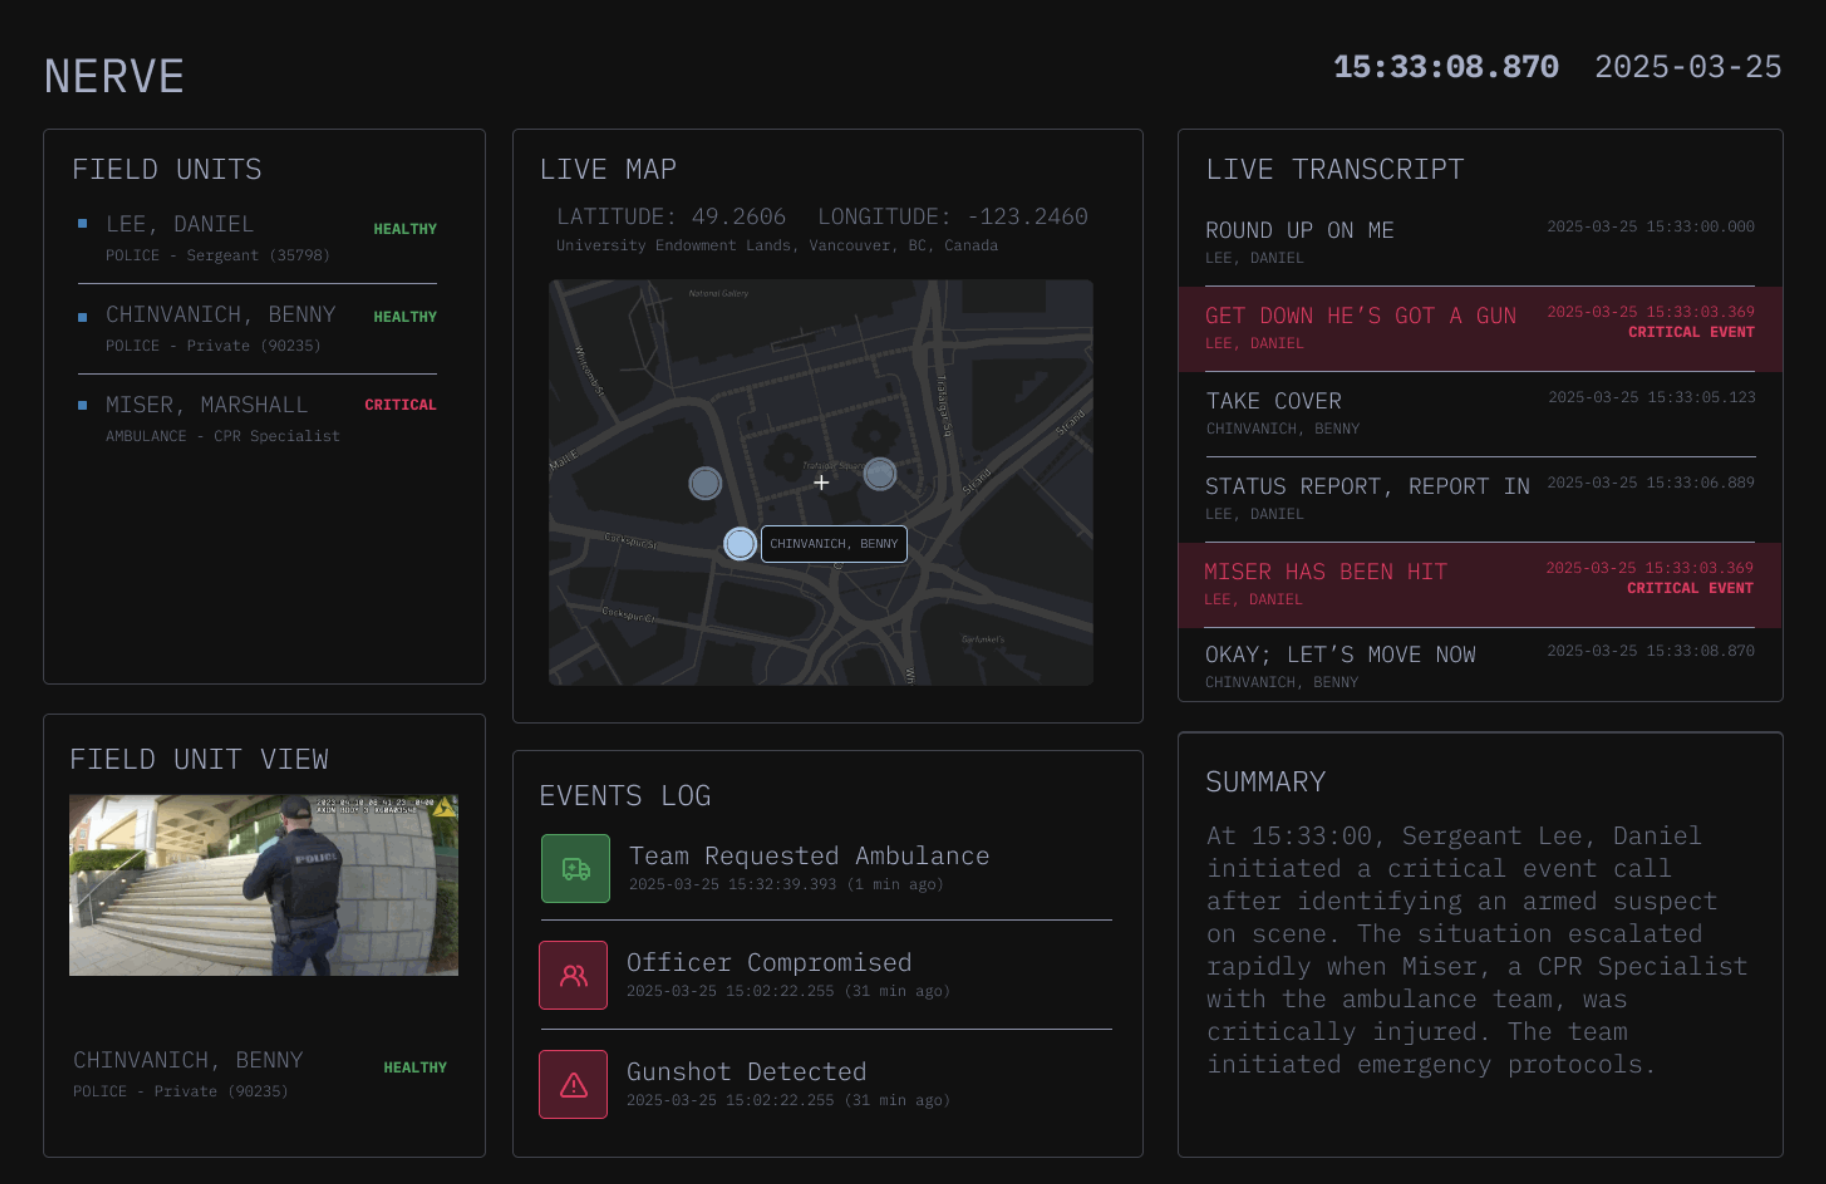 NERVE
15:33:08.870 2025-03-25
FIELD UNITS
LEE, DANIEL
HEALTHY
POLICE - Sergeant (35798)
CHINVANICH, BENNY
HEALTHY
POLICE - Private (90235)
MISER, MARSHALL
CRITICAL
AMBULANCE - CPR Specialist
FIELD UNIT VIEW
POLICE
CHINVANICH, BENNY
HEALTHY
POLICE - Private (90235)
LIVE MAP
LATITUDE: 49.2606 LONGITUDE: -123.2460
University Endowment Lands, Vancouver, BC, Canada
National Gallery
Whitcomb St
Trafalgar Sq
Strand
Mall E
Trafalgar Square
Strand
Cockspur St
CHINVANICH, BENNY
Cockspur Ct
Garfunkel's
Wh
EVENTS LOG
Team Requested Ambulance
2025-03-25 15:32:39.393 (1 min ago)
Officer Compromised
2025-03-25 15:02:22.255 (31 min ago)
Gunshot Detected
2025-03-25 15:02:22.255 (31 min ago)
LIVE TRANSCRIPT
ROUND UP ON ME
2025-03-25 15:33:00.000
LEE, DANIEL
GET DOWN HE'S GOT A GUN
2025-03-25 15:33:03.369
CRITICAL EVENT
LEE, DANIEL
TAKE COVER
2025-03-25 15:33:05.123
CHINVANICH, BENNY
STATUS REPORT, REPORT IN
2025-03-25 15:33:06.889
LEE, DANIEL
MISER HAS BEEN HIT
2025-03-25 15:33:03.369
CRITICAL EVENT
LEE, DANIEL
OKAY; LET'S MOVE NOW
2025-03-25 15:33:08.870
CHINVANICH, BENNY
SUMMARY
At 15:33:00, Sergeant Lee, Daniel
initiated a critical event call
after identifying an armed suspect
on scene. The situation escalated
rapidly when Miser, a CPR Specialist
with the ambulance team, was
critically injured. The team
initiated emergency protocols.